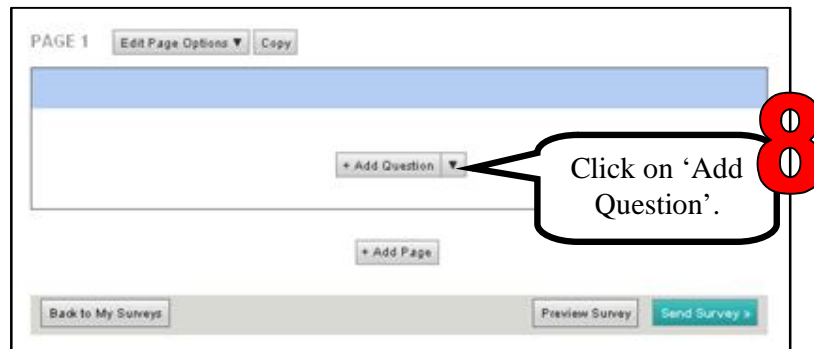 PAGE 1 Edit Page Options ▼ Copy
+ Add Question ▼
Click on ‘Add
Question’.
8
+ Add Page
Back to My Surveys Preview Survey Send Survey »